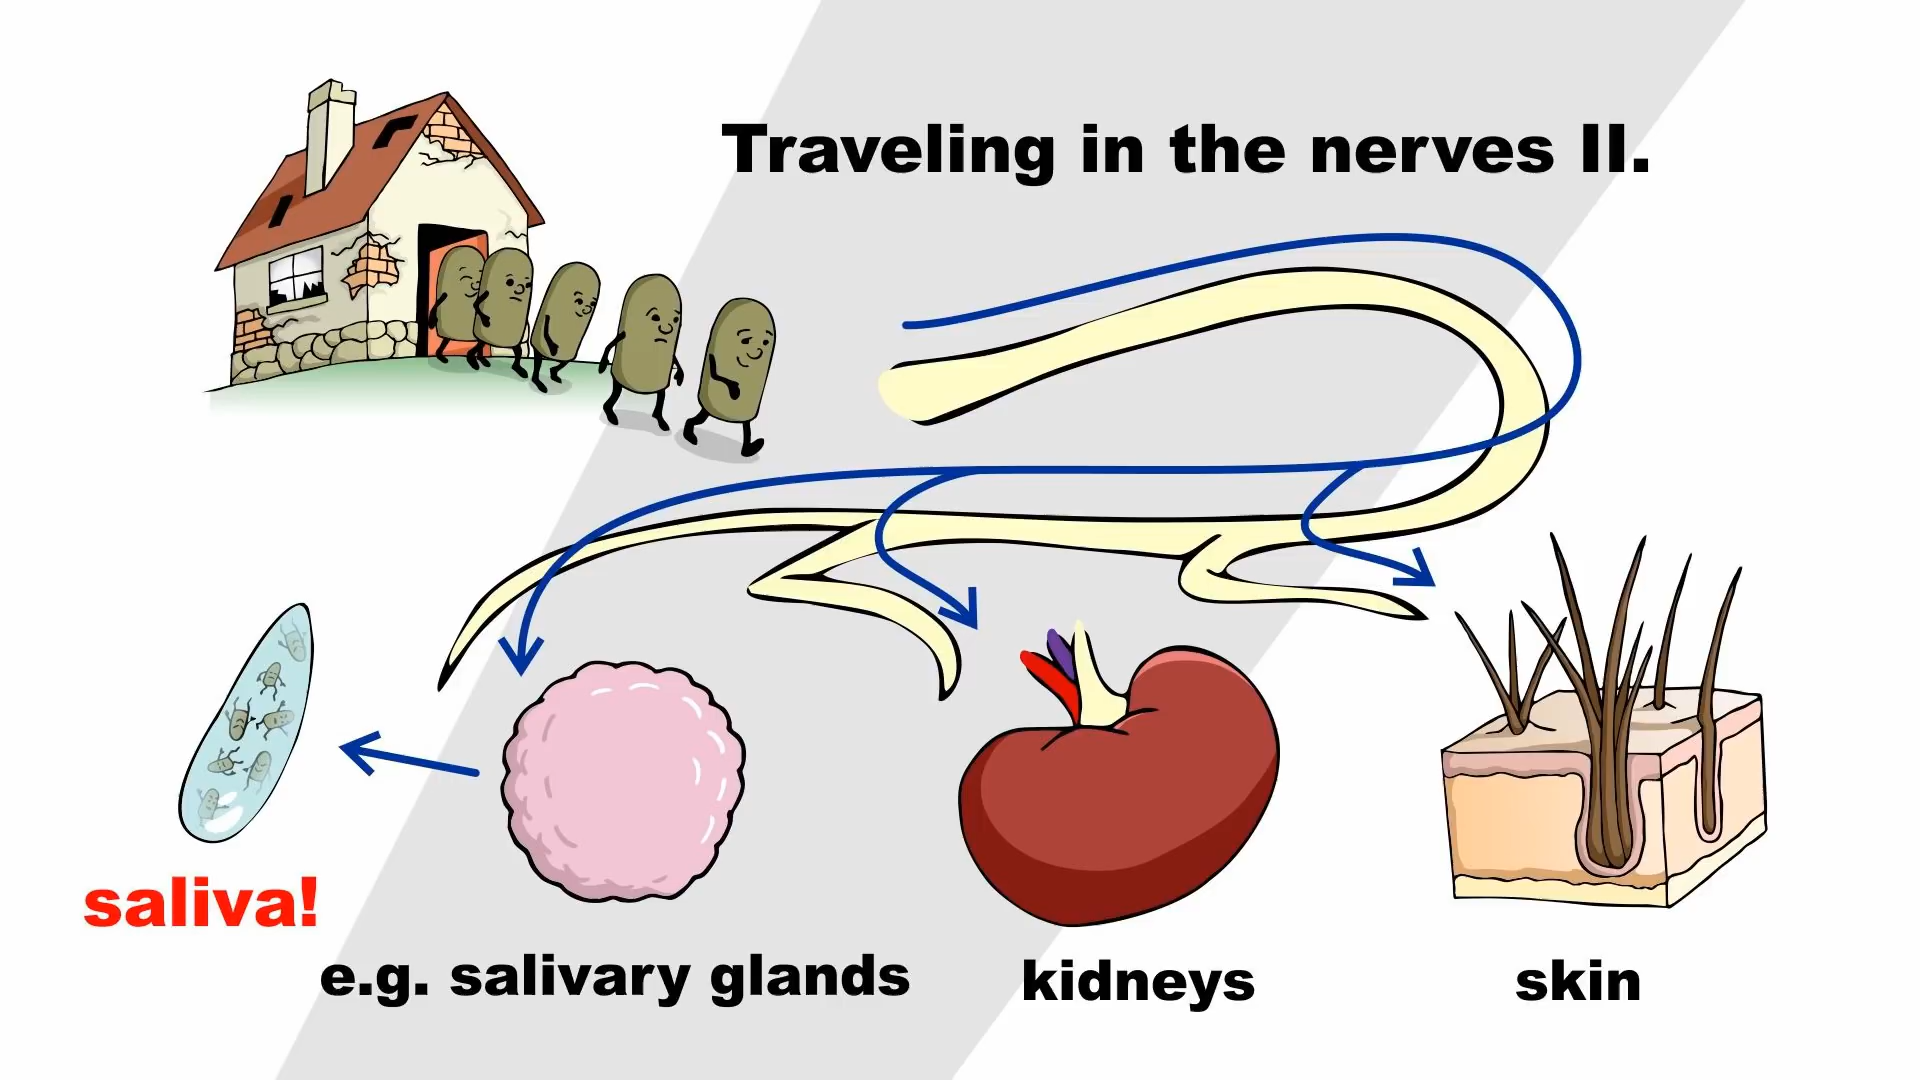 Traveling in the nerves II.
saliva!
e.g. salivary glands
kidneys
skin